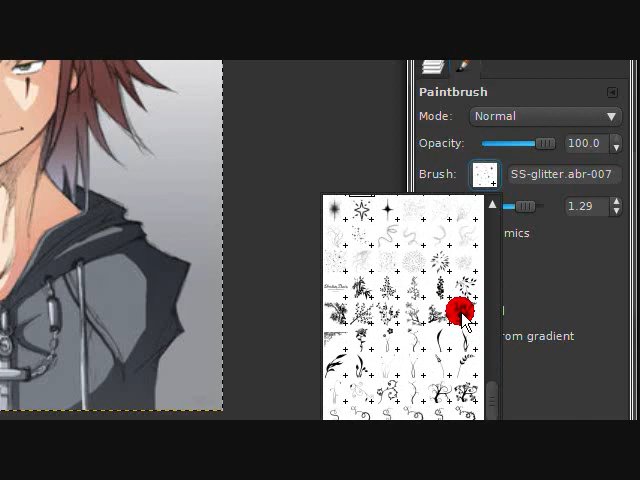 Paintbrush
Mode: Normal
Opacity: 100.0
Brush: SS-glitter.abr-007
1.29
mics
rom gradient